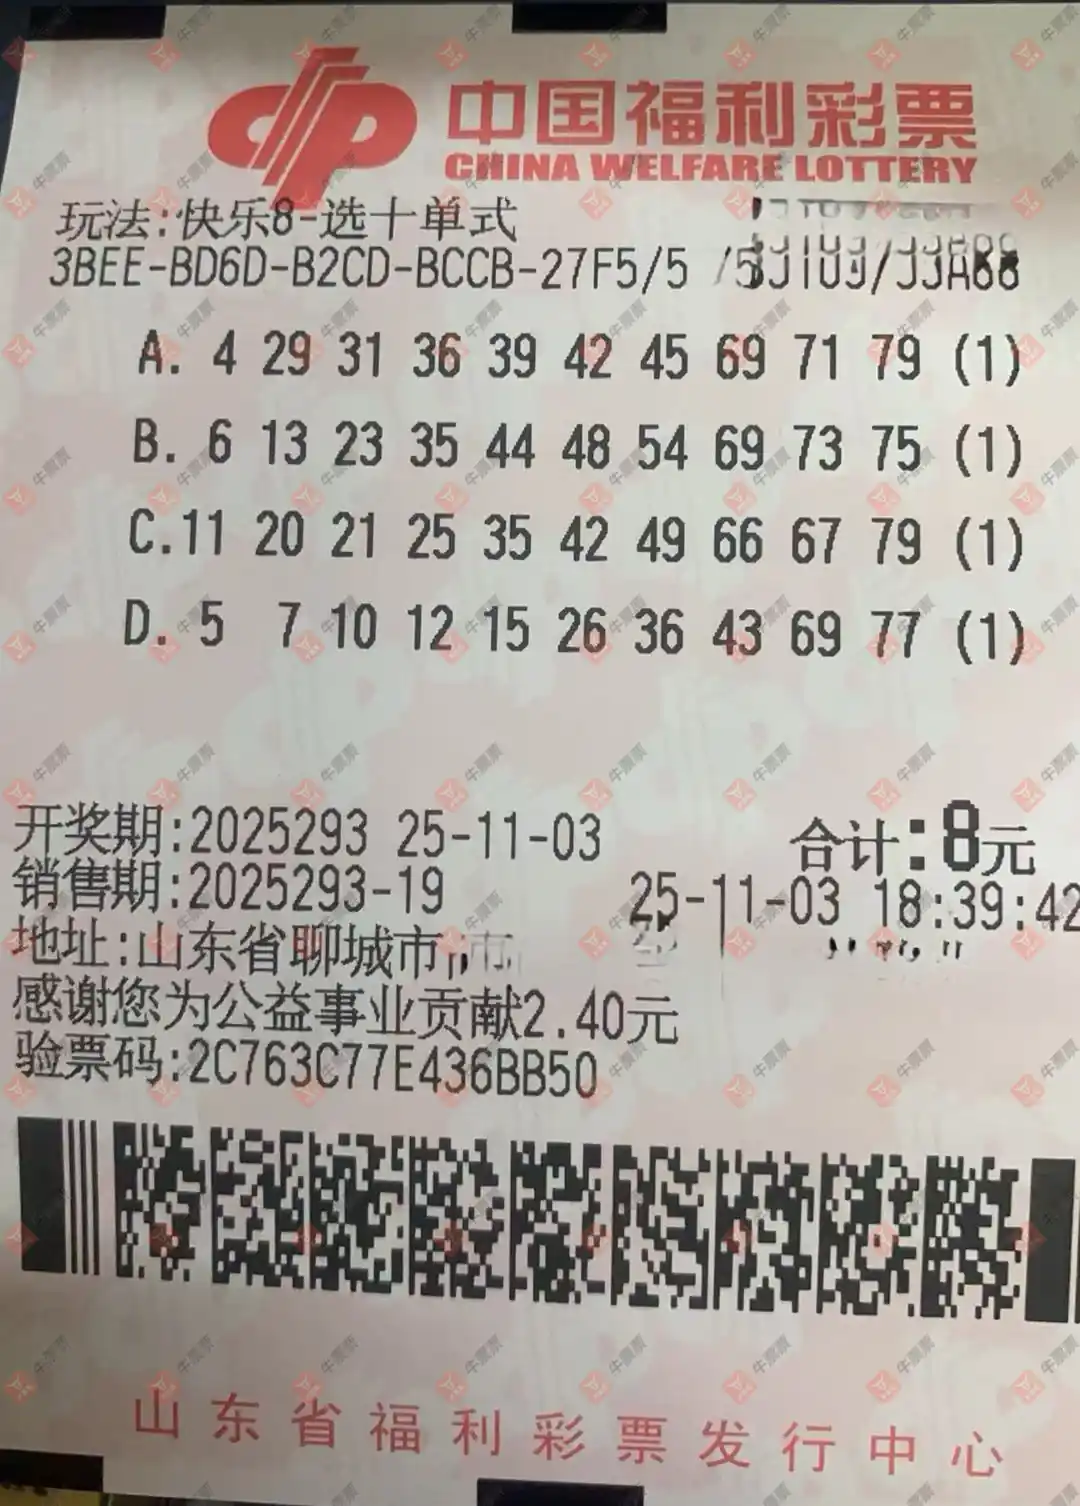 中国福利彩票
CHINA WELFARE LOTTERY
玩法:快乐8-选十单式
3BEE-BD6D-B2CD-BCCB-27F5/5
A. 4 29 31 36 39 42 45 69 71 79 (1)
B. 6 13 23 35 44 48 54 69 73 75 (1)
C.11 20 21 25 35 42 49 66 67 79 (1)
D. 5 7 10 12 15 26 36 43 69 77 (1)
开奖期:2025293 25-11-03 合计:8元
销售期:2025293-19 25-11-03 18:39:42
地址:山东省聊城市
感谢您为公益事业贡献2.40元
验票码:2C763C77E436BB50
山东省福利彩票发行中心
牛票票